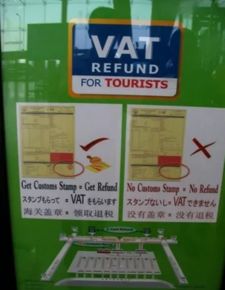 VAT
REFUND
FOR TOURISTS
Get Customs Stamp = Get Refund
スタンプもらって = VATをもらいます
海关盖章 = 领取退税
No Customs Stamp = No Refund
スタンプないし = VATできません
没有盖章 = 没有退税